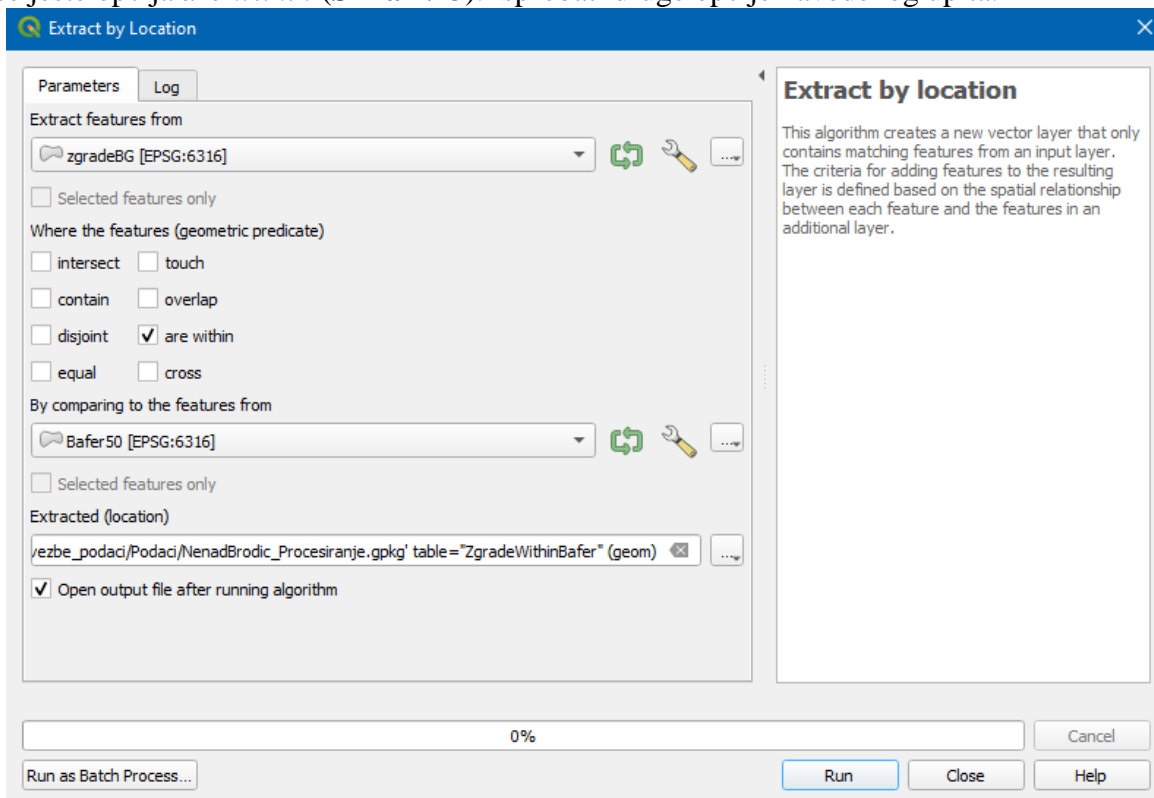 Extract by Location
Parameters
Log
Extract features from
zgradeBG [EPSG:6316]
...
Selected features only
Where the features (geometric predicate)
intersect touch
contain overlap
disjoint are within
equal cross
By comparing to the features from
Bafer50 [EPSG:6316]
...
Selected features only
Extracted (location)
/ezbe_podaci/Podaci/NenadBrodic_Procesiranje.gpkg' table="ZgradeWithinBafer" (geom)
...
Open output file after running algorithm
Extract by location
This algorithm creates a new vector layer that only
contains matching features from an input layer.
The criteria for adding features to the resulting
layer is defined based on the spatial relationship
between each feature and the features in an
additional layer.
0%
Cancel
Run as Batch Process...
Run
Close
Help